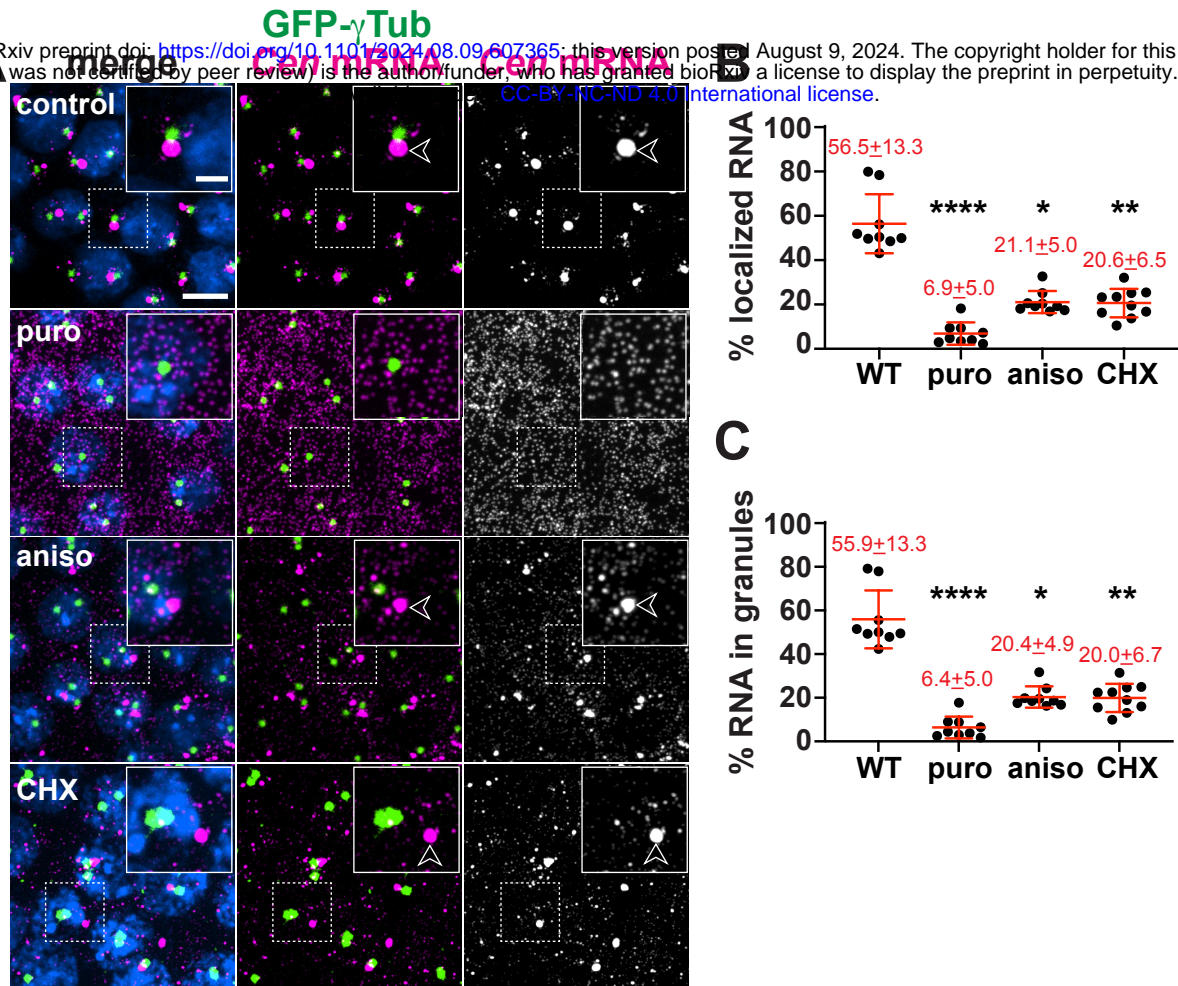 GFP-γTub
Rxiv preprint doi: https://doi.org/10.1101/2024.08.09.607365; this version posted August 9, 2024. The copyright holder for this
was not certified by peer review) is the author/funder, who has granted bioRxiv a license to display the preprint in perpetuity.
CC-BY-NC-ND 4.0 International license.
A
merge
Cen mRNA
Cen mRNA
control
puro
aniso
CHX
B
% localized RNA
100
80
60
40
20
0
56.5±13.3
****
6.9±5.0
*
21.1±5.0
**
20.6±6.5
WT puro aniso CHX
C
% RNA in granules
100
80
60
40
20
0
55.9±13.3
****
6.4±5.0
*
20.4±4.9
**
20.0±6.7
WT puro aniso CHX